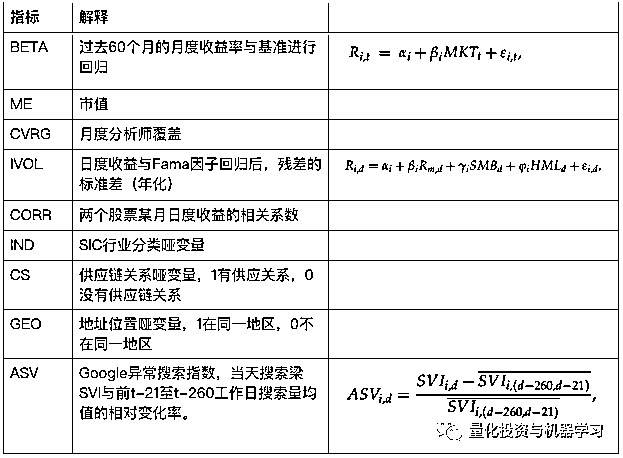 指标 解释
BETA 过去60个月的月度收益率与基准进行 R_{i,t} = α_i + β_i MKT_t + ε_{i,t},
回归
ME 市值
CVRG 月度分析师覆盖
IVOL 日度收益与Fama因子回归后，残差的 R_{i,d} = α_i + β_i R_{m,d} + γ_i SMB_d + φ_i HML_d + ε_{i,d},
标准差（年化）
CORR 两个股票某月日度收益的相关系数
IND SIC行业分类哑变量
CS 供应链关系哑变量，1有供应关系，0
没有供应链关系
GEO 地址位置哑变量，1在同一地区，0不
在同一地区
ASV Google异常搜索指数，当天搜索梁
SVI与前t-21至t-260工作日搜索量均
值的相对变化率。
ASV_{i,d} = \frac{SVI_{i,d} - \overline{SVI_{i,(d-260,d-21)}}}{\overline{SVI_{i,(d-260,d-21)}}},
量化投资与机器学习